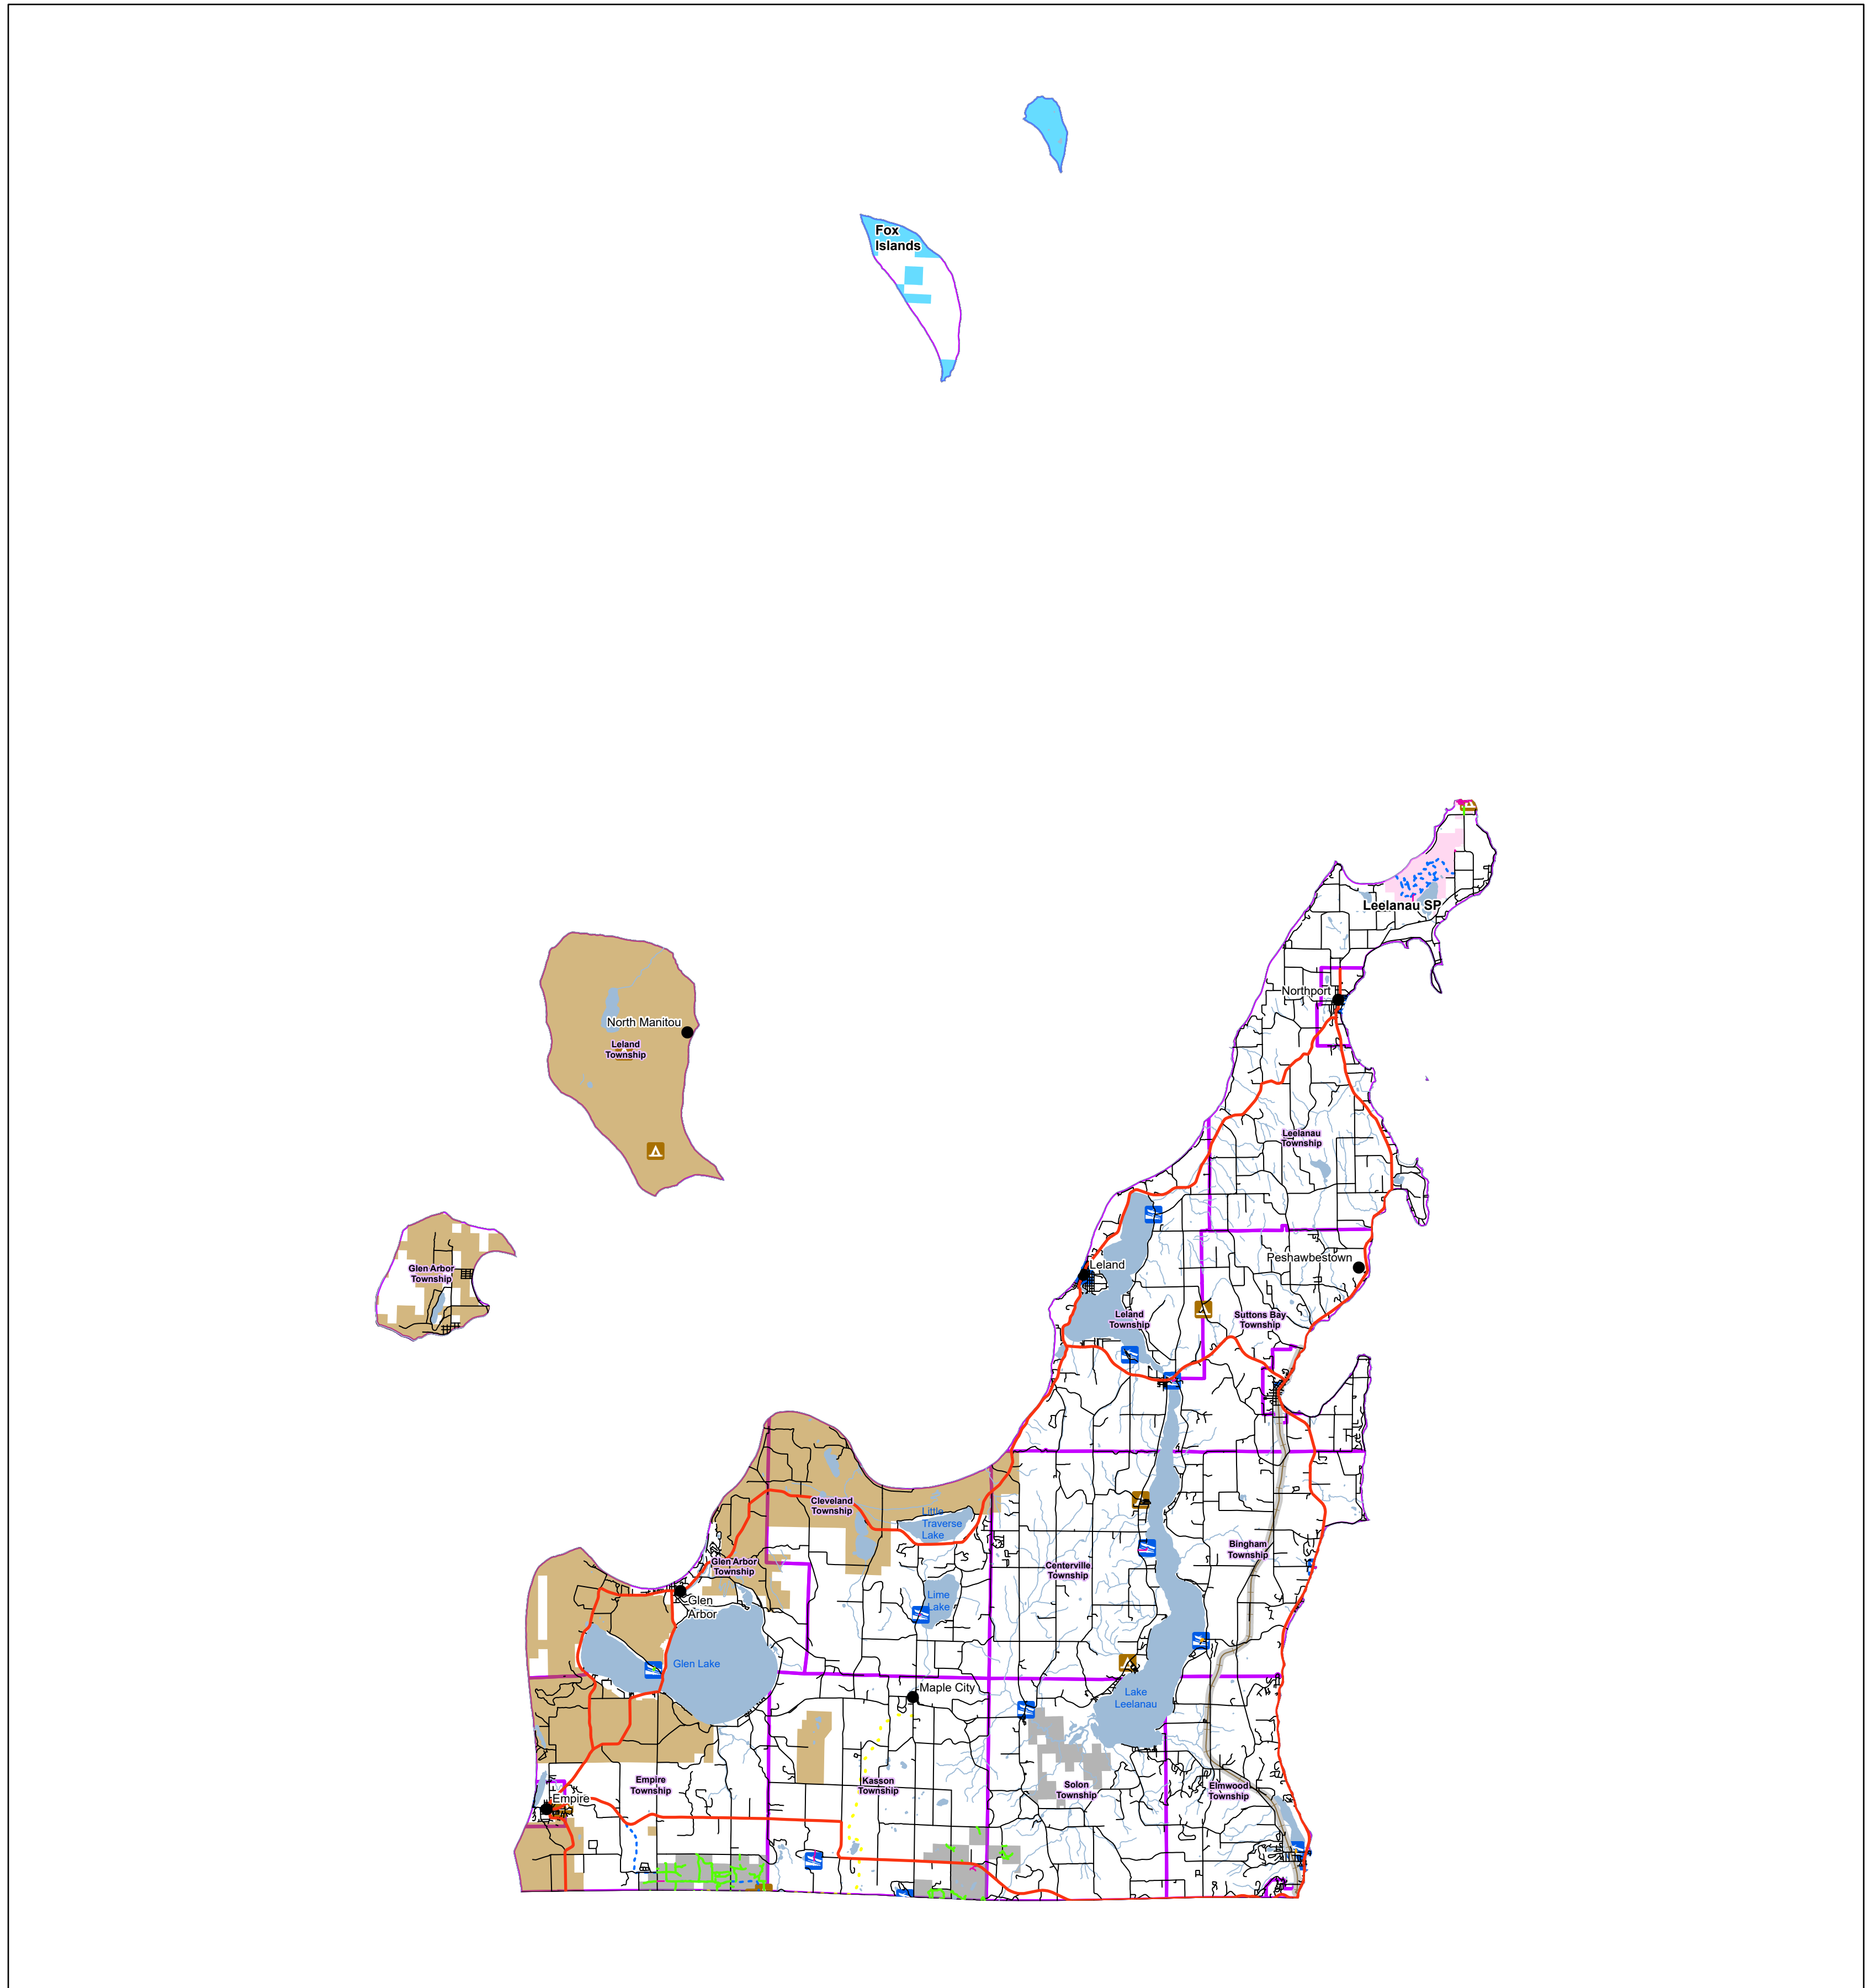 Fox
Islands
Leelanau SP
Northport
North Manitou
Leland
Township
Leelanau
Township
Peshawbestown
Leland
Glen Arbor
Township
Leland
Township
Suttons Bay
Township
Cleveland
Township
Little
Traverse
Lake
Bingham
Township
Glen Arbor
Township
Centerville
Township
Glen
Arbor
Lime
Lake
Glen Lake
Maple City
Lake
Leelanau
Empire
Township
Kasson
Township
Solon
Township
Elmwood
Township
Empire